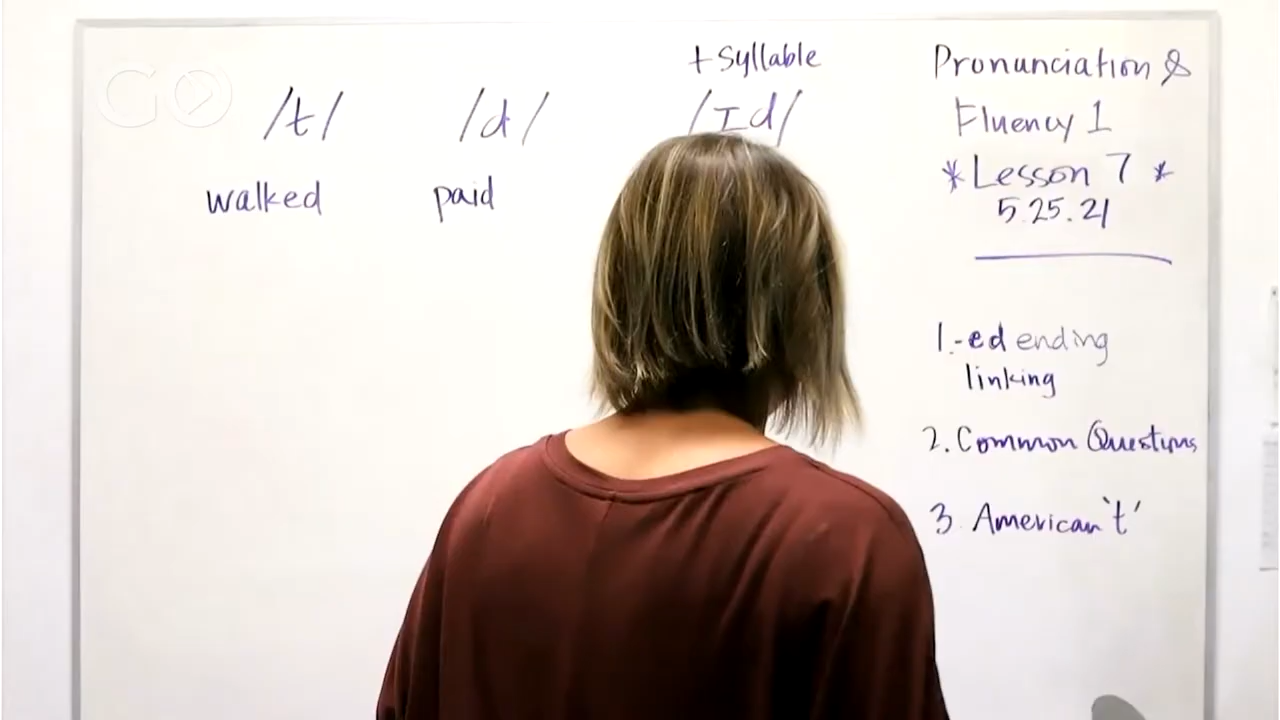 GO
+ Syllable
/t/ /d/ /Id/
walked paid
Pronunciation &
Fluency 1
*Lesson 7 *
5.25.21
1.-ed ending
linking
2. Common Questions
3. American 't'